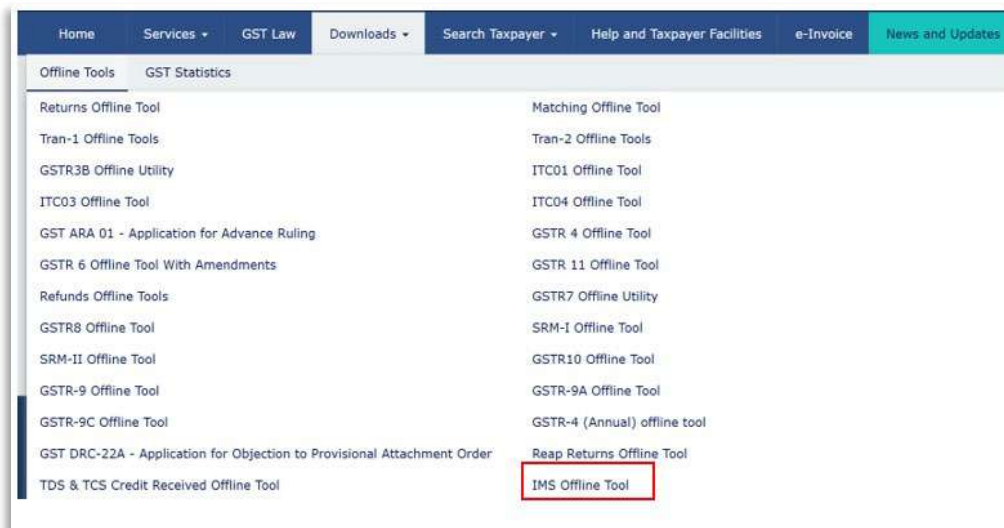 Home Services Downloads GST Law Downloads Search Taxpayer Help and Taxpayer Facilities e-Invoice News and Updates
Offline Tools GST Statistics
Returns Offline Tool Matching Offline Tool
Tran-1 Offline Tools Tran-2 Offline Tools
GSTR3B Offline Utility ITC01 Offline Tool
ITC03 Offline Tool ITC04 Offline Tool
GST ARA 01 - Application for Advance Ruling GSTR 4 Offline Tool
GSTR 6 Offline Tool With Amendments GSTR 11 Offline Tool
Refunds Offline Tools GSTR7 Offline Utility
GSTR8 Offline Tool SRM-I Offline Tool
SRM-II Offline Tool GSTR10 Offline Tool
GSTR-9 Offline Tool GSTR-9A Offline Tool
GSTR-9C Offline Tool GSTR-4 (Annual) offline tool
GST DRC-22A - Application for Objection to Provisional Attachment Order Reap Returns Offline Tool
TDS & TCS Credit Received Offline Tool IMS Offline Tool